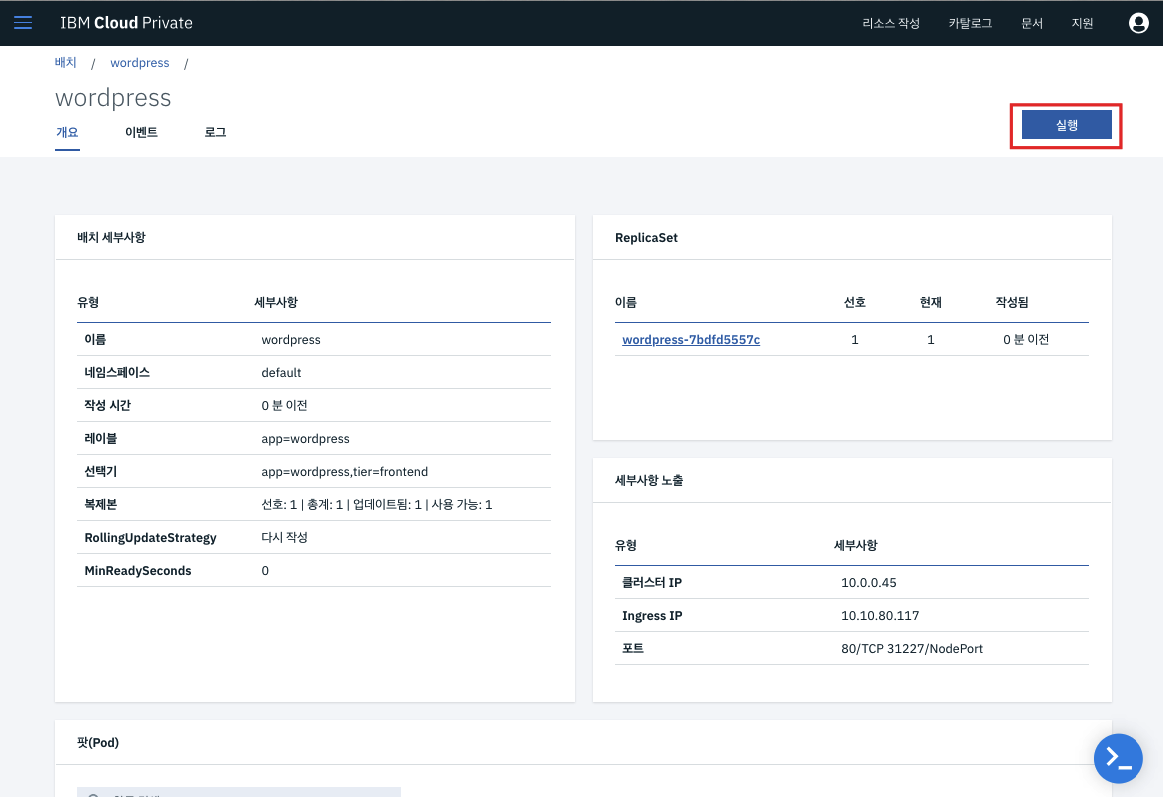 IBM Cloud Private
리소스 작성 카탈로그 문서 지원
배치 / wordpress /
wordpress
개요 이벤트 로그
실행
배치 세부사항
유형 세부사항
이름 wordpress
네임스페이스 default
작성 시간 0 분 이전
레이블 app=wordpress
선택기 app=wordpress,tier=frontend
복제본 선호: 1 | 총계: 1 | 업데이트됨: 1 | 사용 가능: 1
RollingUpdateStrategy 다시 작성
MinReadySeconds 0
ReplicaSet
이름 선호 현재 작성됨
wordpress-7bdfd5557c 1 1 0 분 이전
세부사항 노출
유형 세부사항
클러스터 IP 10.0.0.45
Ingress IP 10.10.80.117
포트 80/TCP 31227/NodePort
팟(Pod)